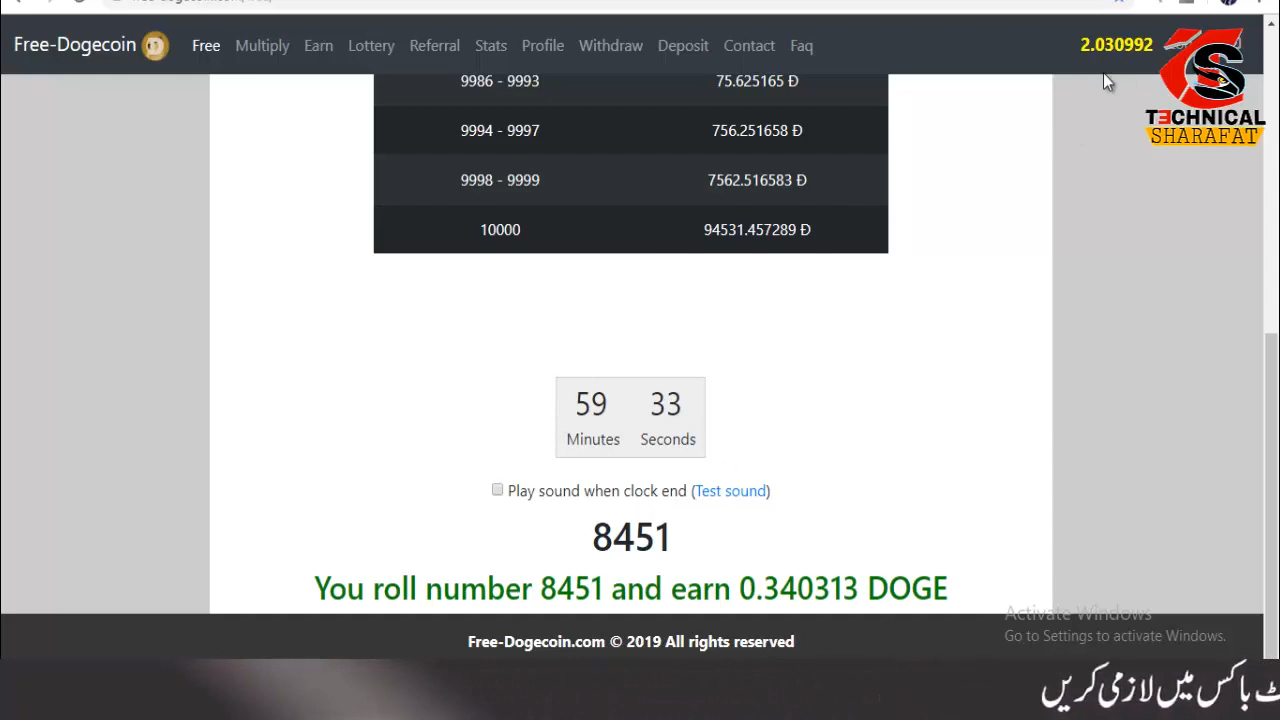 Free-Dogecoin Free Multiply Earn Lottery Referral Stats Profile Withdraw Deposit Contact Faq 2.030992
TECHNICAL
SHARAFAT
9986 - 9993 75.625165 Ð
9994 - 9997 756.251658 Ð
9998 - 9999 7562.516583 Ð
10000 94531.457289 Ð
59 33
Minutes Seconds
Play sound when clock end (Test sound)
8451
You roll number 8451 and earn 0.340313 DOGE
Activate Windows
Go to Settings to activate Windows.
Free-Dogecoin.com © 2019 All rights reserved
باکس میں لازمی کریں